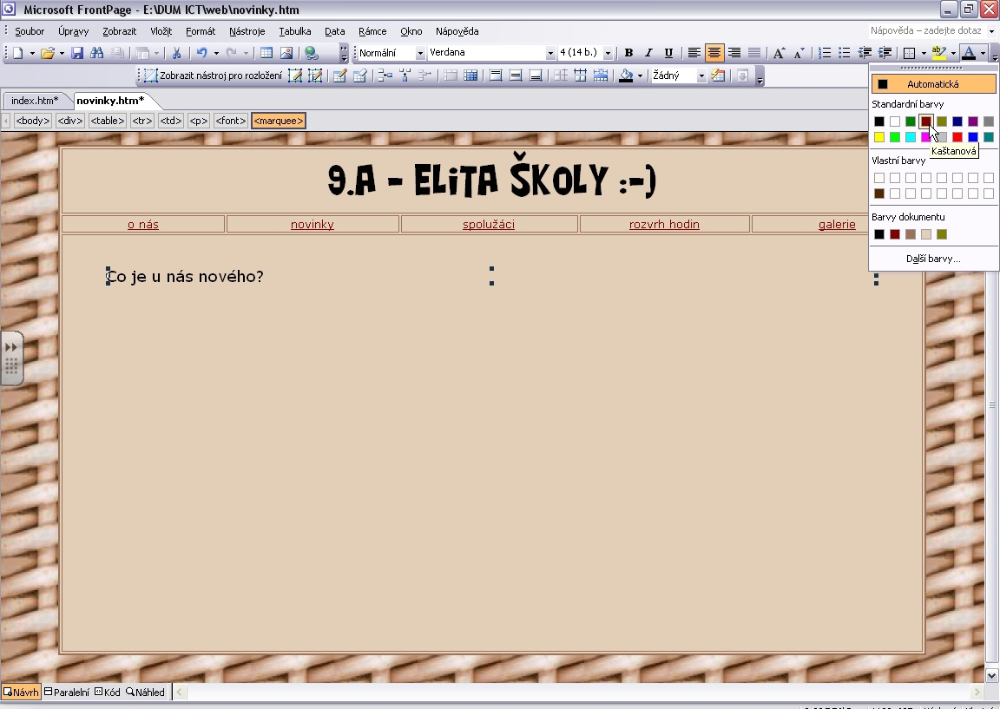 Microsoft FrontPage - E:\DUM ICT\web\novinky.htm
Soubor Úpravy Zobrazit Vložit Formát Nástroje Tabulka Data Rámce Okno Nápověda Nápověda – zadejte dotaz
Normální Verdana 4 (14 b.) B I U A A ab A
Zobrazit nástroj pro rozložení Žádný
index.htm* novinky.htm*
<body> <div> <table> <tr> <td> <p> <font> <marquee>
Automatická
Standardní barvy
Kaštanová
Vlastní barvy
Barvy dokumentu
Další barvy...
9.A - ELITA ŠKOLY :-)
o nás novinky spolužáci rozvrh hodin galerie
Co je u nás nového?
Návrh Paralelní Kód Náhled